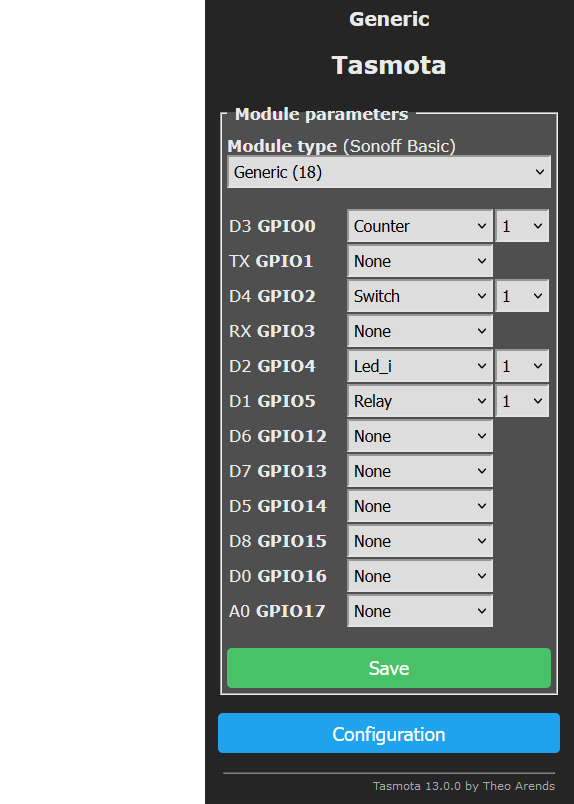 Generic
Tasmota
Module parameters
Module type (Sonoff Basic)
Generic (18)
D3 GPIO0 Counter 1
TX GPIO1 None
D4 GPIO2 Switch 1
RX GPIO3 None
D2 GPIO4 Led_i 1
D1 GPIO5 Relay 1
D6 GPIO12 None
D7 GPIO13 None
D5 GPIO14 None
D8 GPIO15 None
D0 GPIO16 None
A0 GPIO17 None
Save
Configuration
Tasmota 13.0.0 by Theo Arends